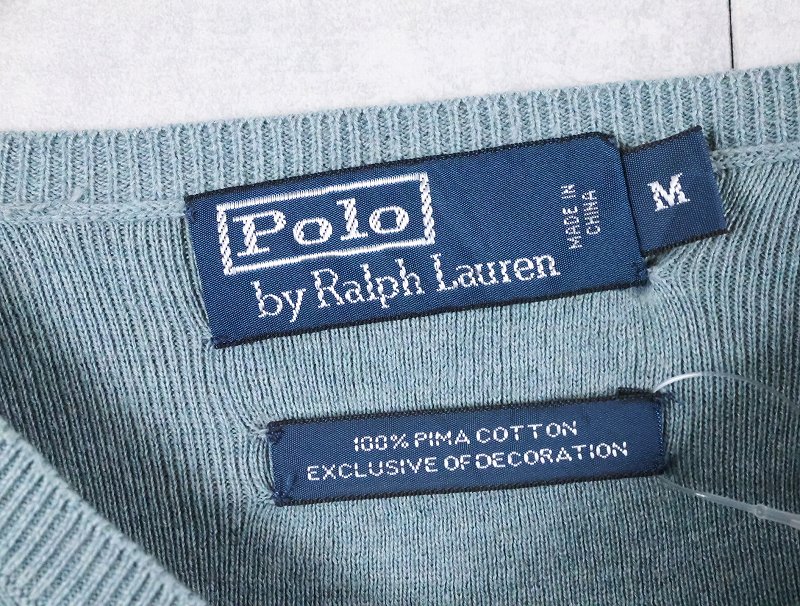 Polo
by Ralph Lauren
MADE IN
CHINA
M
100% PIMA COTTON
EXCLUSIVE OF DECORATION